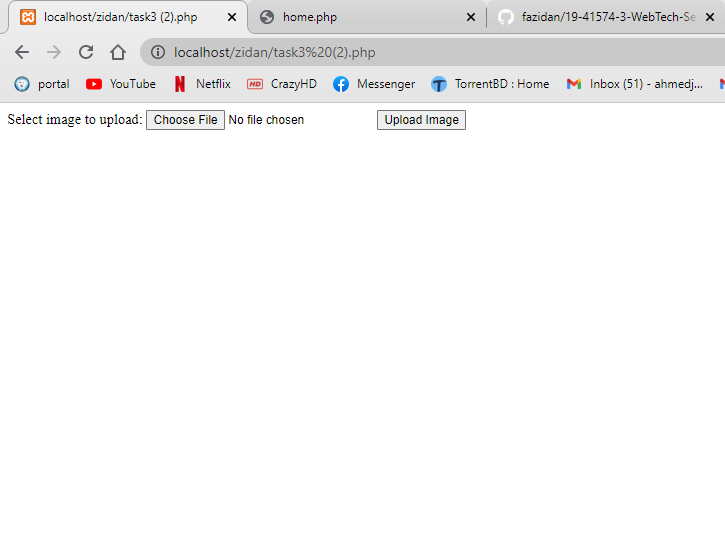 localhost/zidan/task3 (2).php home.php fazidan/19-41574-3-WebTech-Se
localhost/zidan/task3%20(2).php
portal YouTube Netflix HD CrazyHD Messenger TorrentBD : Home Inbox (51) - ahmedj...
Select image to upload: Choose File No file chosen Upload Image